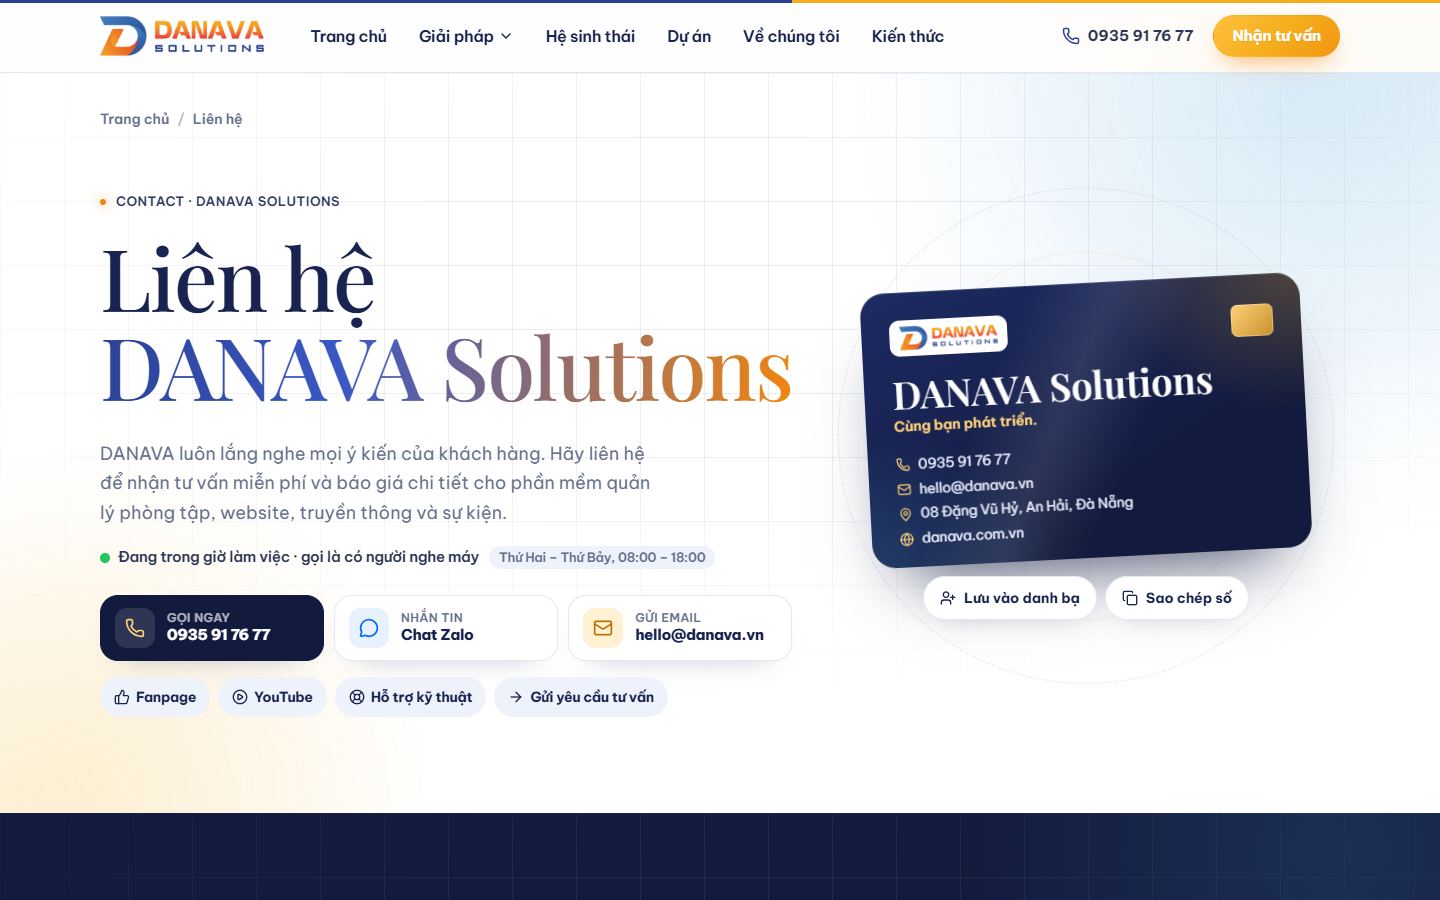 DANAVA
SOLUTIONS
Trang chủ
Giải pháp
Hệ sinh thái
Dự án
Về chúng tôi
Kiến thức
0935 91 76 77
Nhận tư vấn
Trang chủ / Liên hệ
CONTACT · DANAVA SOLUTIONS
Liên hệ
DANAVA Solutions
DANAVA luôn lắng nghe mọi ý kiến của khách hàng. Hãy liên hệ
để nhận tư vấn miễn phí và báo giá chi tiết cho phần mềm quản
lý phòng tập, website, truyền thông và sự kiện.
Đang trong giờ làm việc · gọi là có người nghe máy
Thứ Hai – Thứ Bảy, 08:00 – 18:00
GỌI NGAY
0935 91 76 77
NHẮN TIN
Chat Zalo
GỬI EMAIL
hello@danava.vn
Fanpage
YouTube
Hỗ trợ kỹ thuật
Gửi yêu cầu tư vấn
DANAVA
SOLUTIONS
DANAVA Solutions
Cùng bạn phát triển.
0935 91 76 77
hello@danava.vn
08 Đặng Vũ Hỷ, An Hải, Đà Nẵng
danava.com.vn
Lưu vào danh bạ
Sao chép số